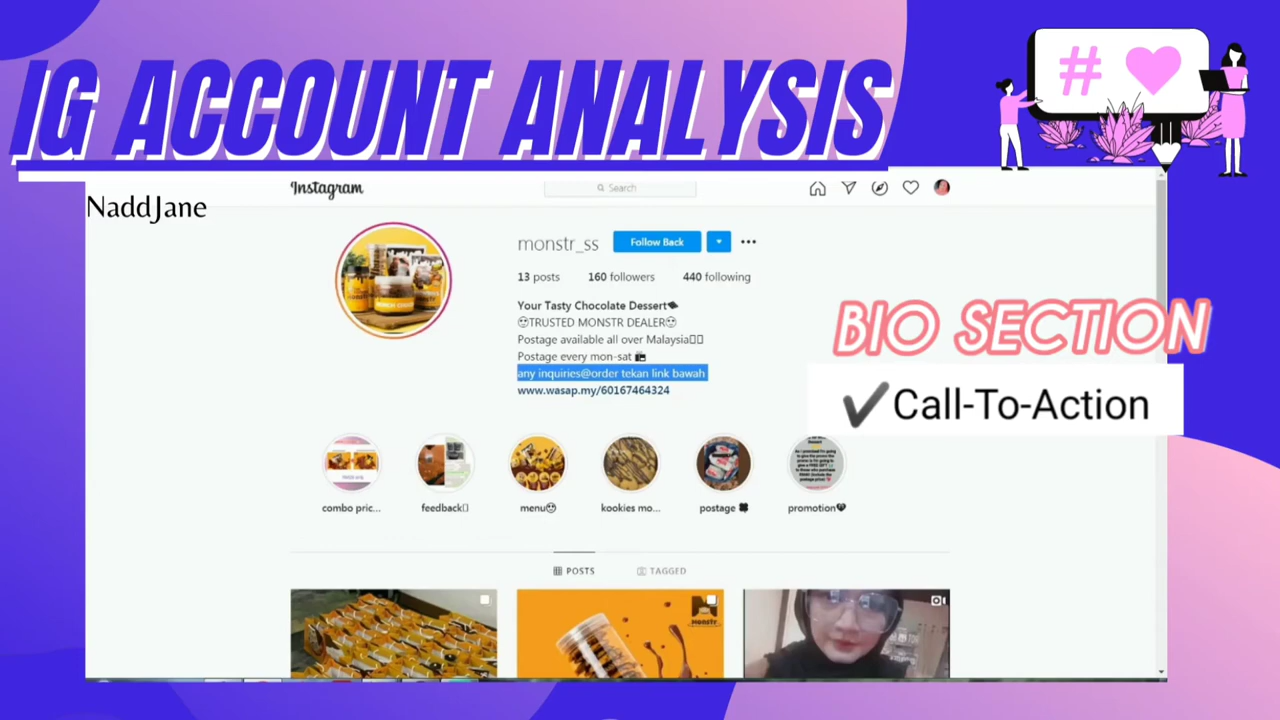 IG ACCOUNT ANALYSIS
#
NaddJane
Instagram
Search
monstr_ss
Follow Back
13 posts 160 followers 440 following
Your Tasty Chocolate Dessert
TRUSTED MONSTR DEALER
Postage available all over Malaysia
Postage every mon-sat
any inquiries@order tekan link bawah
www.wasap.my/60167464324
BIO SECTION
✔Call-To-Action
combo pric... feedback menu kookies mo... postage promotion
POSTS TAGGED
MONSTR